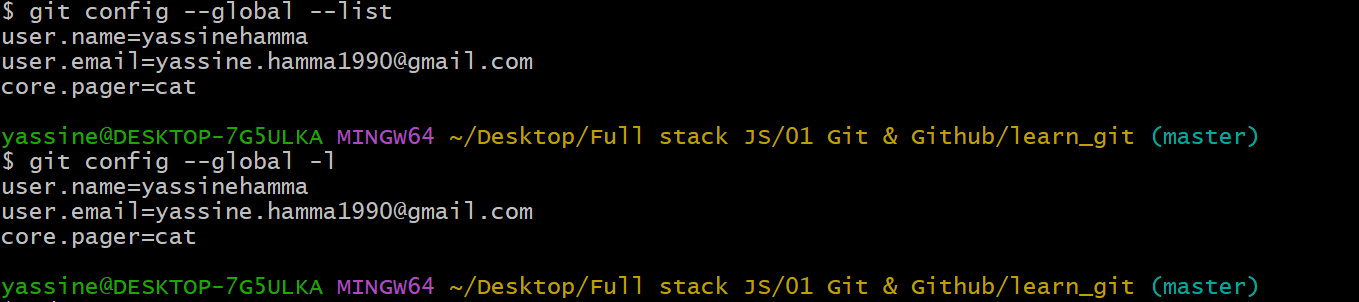 $ git config --global --list
user.name=yassinehamma
user.email=yassine.hamma1990@gmail.com
core.pager=cat
yassine@DESKTOP-7G5ULKA MINGW64 ~/Desktop/Full stack JS/01 Git & Github/learn_git (master)
$ git config --global -l
user.name=yassinehamma
user.email=yassine.hamma1990@gmail.com
core.pager=cat
yassine@DESKTOP-7G5ULKA MINGW64 ~/Desktop/Full stack JS/01 Git & Github/learn_git (master)